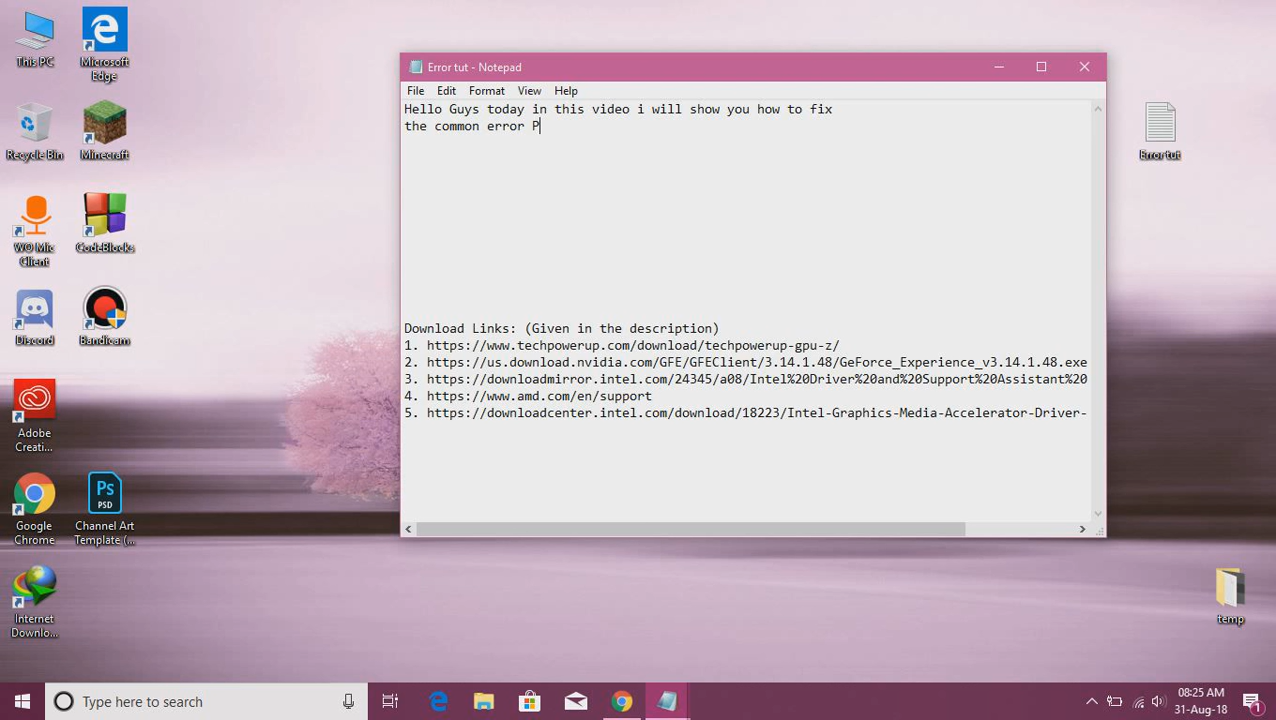 This PC
Microsoft
Edge
Recycle Bin
Minecraft
WO Mic
Client
CodeBlocks
Discord
Bandicam
Adobe
Creati...
Google
Chrome
Ps
PSD
Channel Art
Template (...
Internet
Downlo...
Error tut - Notepad
File Edit Format View Help
Hello Guys today in this video i will show you how to fix
the common error P
Download Links: (Given in the description)
1. https://www.techpowerup.com/download/techpowerup-gpu-z/
2. https://us.download.nvidia.com/GFE/GFEClient/3.14.1.48/GeForce_Experience_v3.14.1.48.exe
3. https://downloadmirror.intel.com/24345/a08/Intel%20Driver%20and%20Support%20Assistant%20
4. https://www.amd.com/en/support
5. https://downloadcenter.intel.com/download/18223/Intel-Graphics-Media-Accelerator-Driver-
Error tut
temp
Type here to search
08:25 AM
31-Aug-18
1